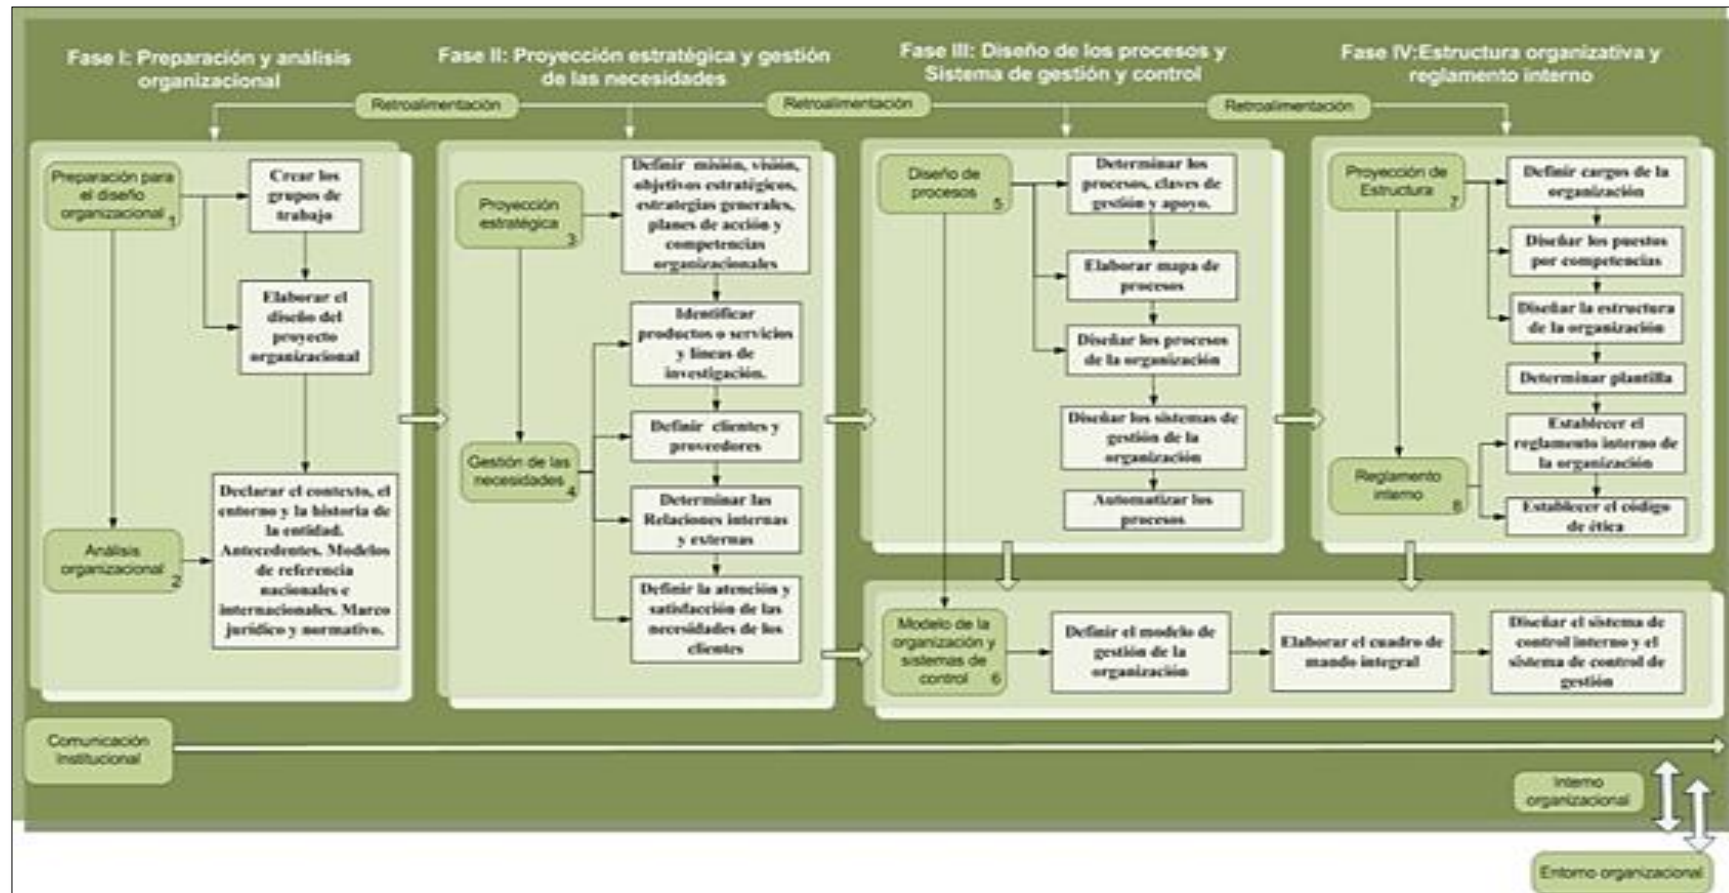 Fase I: Preparación y análisis
organizacional
Fase II: Proyección estratégica y gestión
de las necesidades
Fase III: Diseño de los procesos y
Sistema de gestión y control
Fase IV:Estructura organizativa y
reglamento interno
Retroalimentación
Retroalimentación
Retroalimentación
Preparación para
el diseño
organizacional
1
Crear los
grupos de
trabajo
Elaborar el
diseño del
proyecto
organizacional
Análisis
organizacional
2
Declarar el contexto, el
entorno y la historia de
la entidad.
Antecedentes. Modelos
de referencia
nacionales e
internacionales. Marco
jurídico y normativo.
Proyección
estratégica
3
Definir misión, visión,
objetivos estratégicos,
estrategias generales,
planes de acción y
competencias
organizacionales
Identificar
productos o servicios
y líneas de
investigación.
Gestión de las
necesidades
4
Definir clientes y
proveedores
Determinar las
Relaciones internas
y externas
Definir la atención y
satisfacción de las
necesidades de los
clientes
Diseño de
procesos
5
Determinar los
procesos, claves de
gestión y apoyo.
Elaborar mapa de
procesos
Diseñar los procesos
de la organización
Diseñar los sistemas de
gestión de la
organización
Automatizar los
procesos
Proyección de
Estructura
7
Definir cargos de la
organización
Diseñar los puestos
por competencias
Diseñar la estructura
de la organización
Determinar plantilla
Reglamento
interno
8
Establecer el
reglamento interno de
la organización
Establecer el código
de ética
Modelo de la
organización y
sistemas de
control
6
Definir el modelo de
gestión de la
organización
Elaborar el cuadro de
mando integral
Diseñar el sistema de
control interno y el
sistema de control de
gestión
Comunicación
institucional
Interno
organizacional
Entorno organizacional